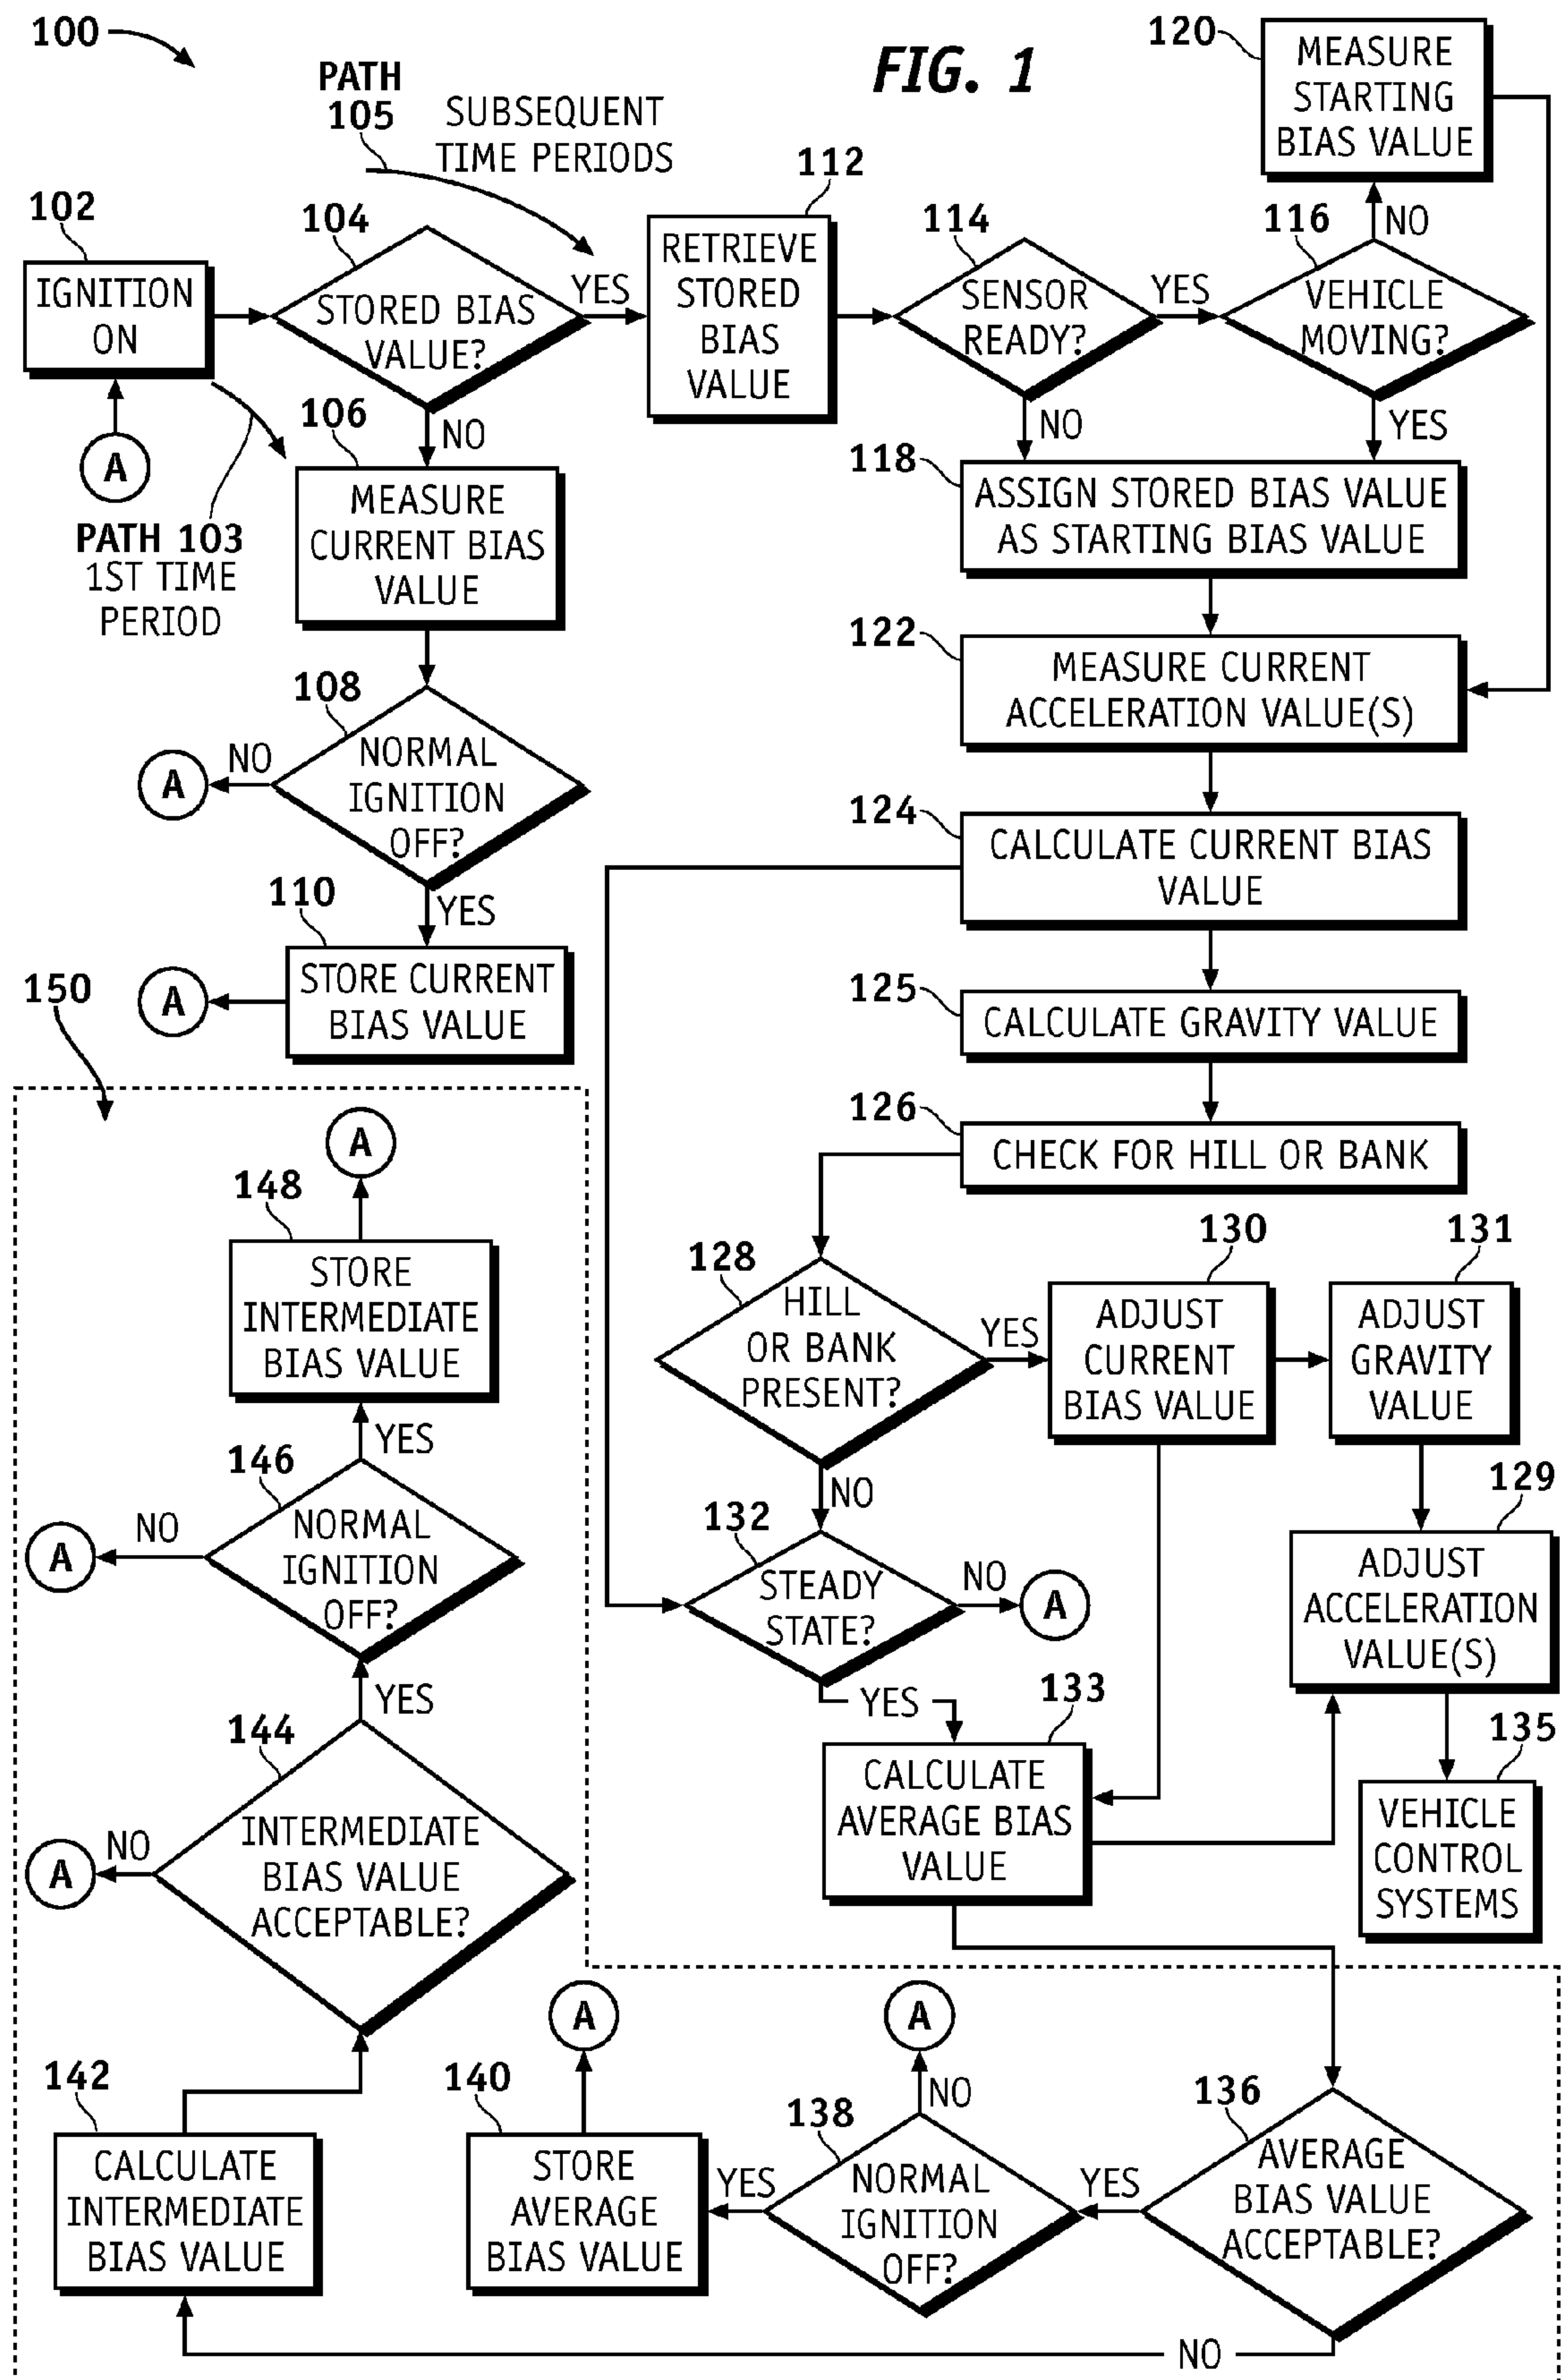 100
FIG. 1
PATH
105
SUBSEQUENT
TIME PERIODS
120
MEASURE
STARTING
BIAS VALUE
102
IGNITION
ON
A
PATH 103
1ST TIME
PERIOD
104
STORED BIAS
VALUE?
YES
NO
112
RETRIEVE
STORED
BIAS
VALUE
114
SENSOR
READY?
YES
NO
116
VEHICLE
MOVING?
NO
YES
106
MEASURE
CURRENT BIAS
VALUE
118
ASSIGN STORED BIAS VALUE
AS STARTING BIAS VALUE
108
NORMAL
IGNITION
OFF?
NO
A
YES
122
MEASURE CURRENT
ACCELERATION VALUE(S)
110
STORE CURRENT
BIAS VALUE
A
124
CALCULATE CURRENT BIAS
VALUE
125
CALCULATE GRAVITY VALUE
126
CHECK FOR HILL OR BANK
128
HILL
OR BANK
PRESENT?
YES
NO
130
ADJUST
CURRENT
BIAS VALUE
131
ADJUST
GRAVITY
VALUE
132
STEADY
STATE?
NO
A
YES
129
ADJUST
ACCELERATION
VALUE(S)
133
CALCULATE
AVERAGE BIAS
VALUE
135
VEHICLE
CONTROL
SYSTEMS
150
A
148
STORE
INTERMEDIATE
BIAS VALUE
YES
146
NORMAL
IGNITION
OFF?
NO
A
YES
144
INTERMEDIATE
BIAS VALUE
ACCEPTABLE?
NO
A
142
CALCULATE
INTERMEDIATE
BIAS VALUE
A
140
STORE
AVERAGE
BIAS VALUE
YES
A
NO
138
NORMAL
IGNITION
OFF?
YES
136
AVERAGE
BIAS VALUE
ACCEPTABLE?
NO